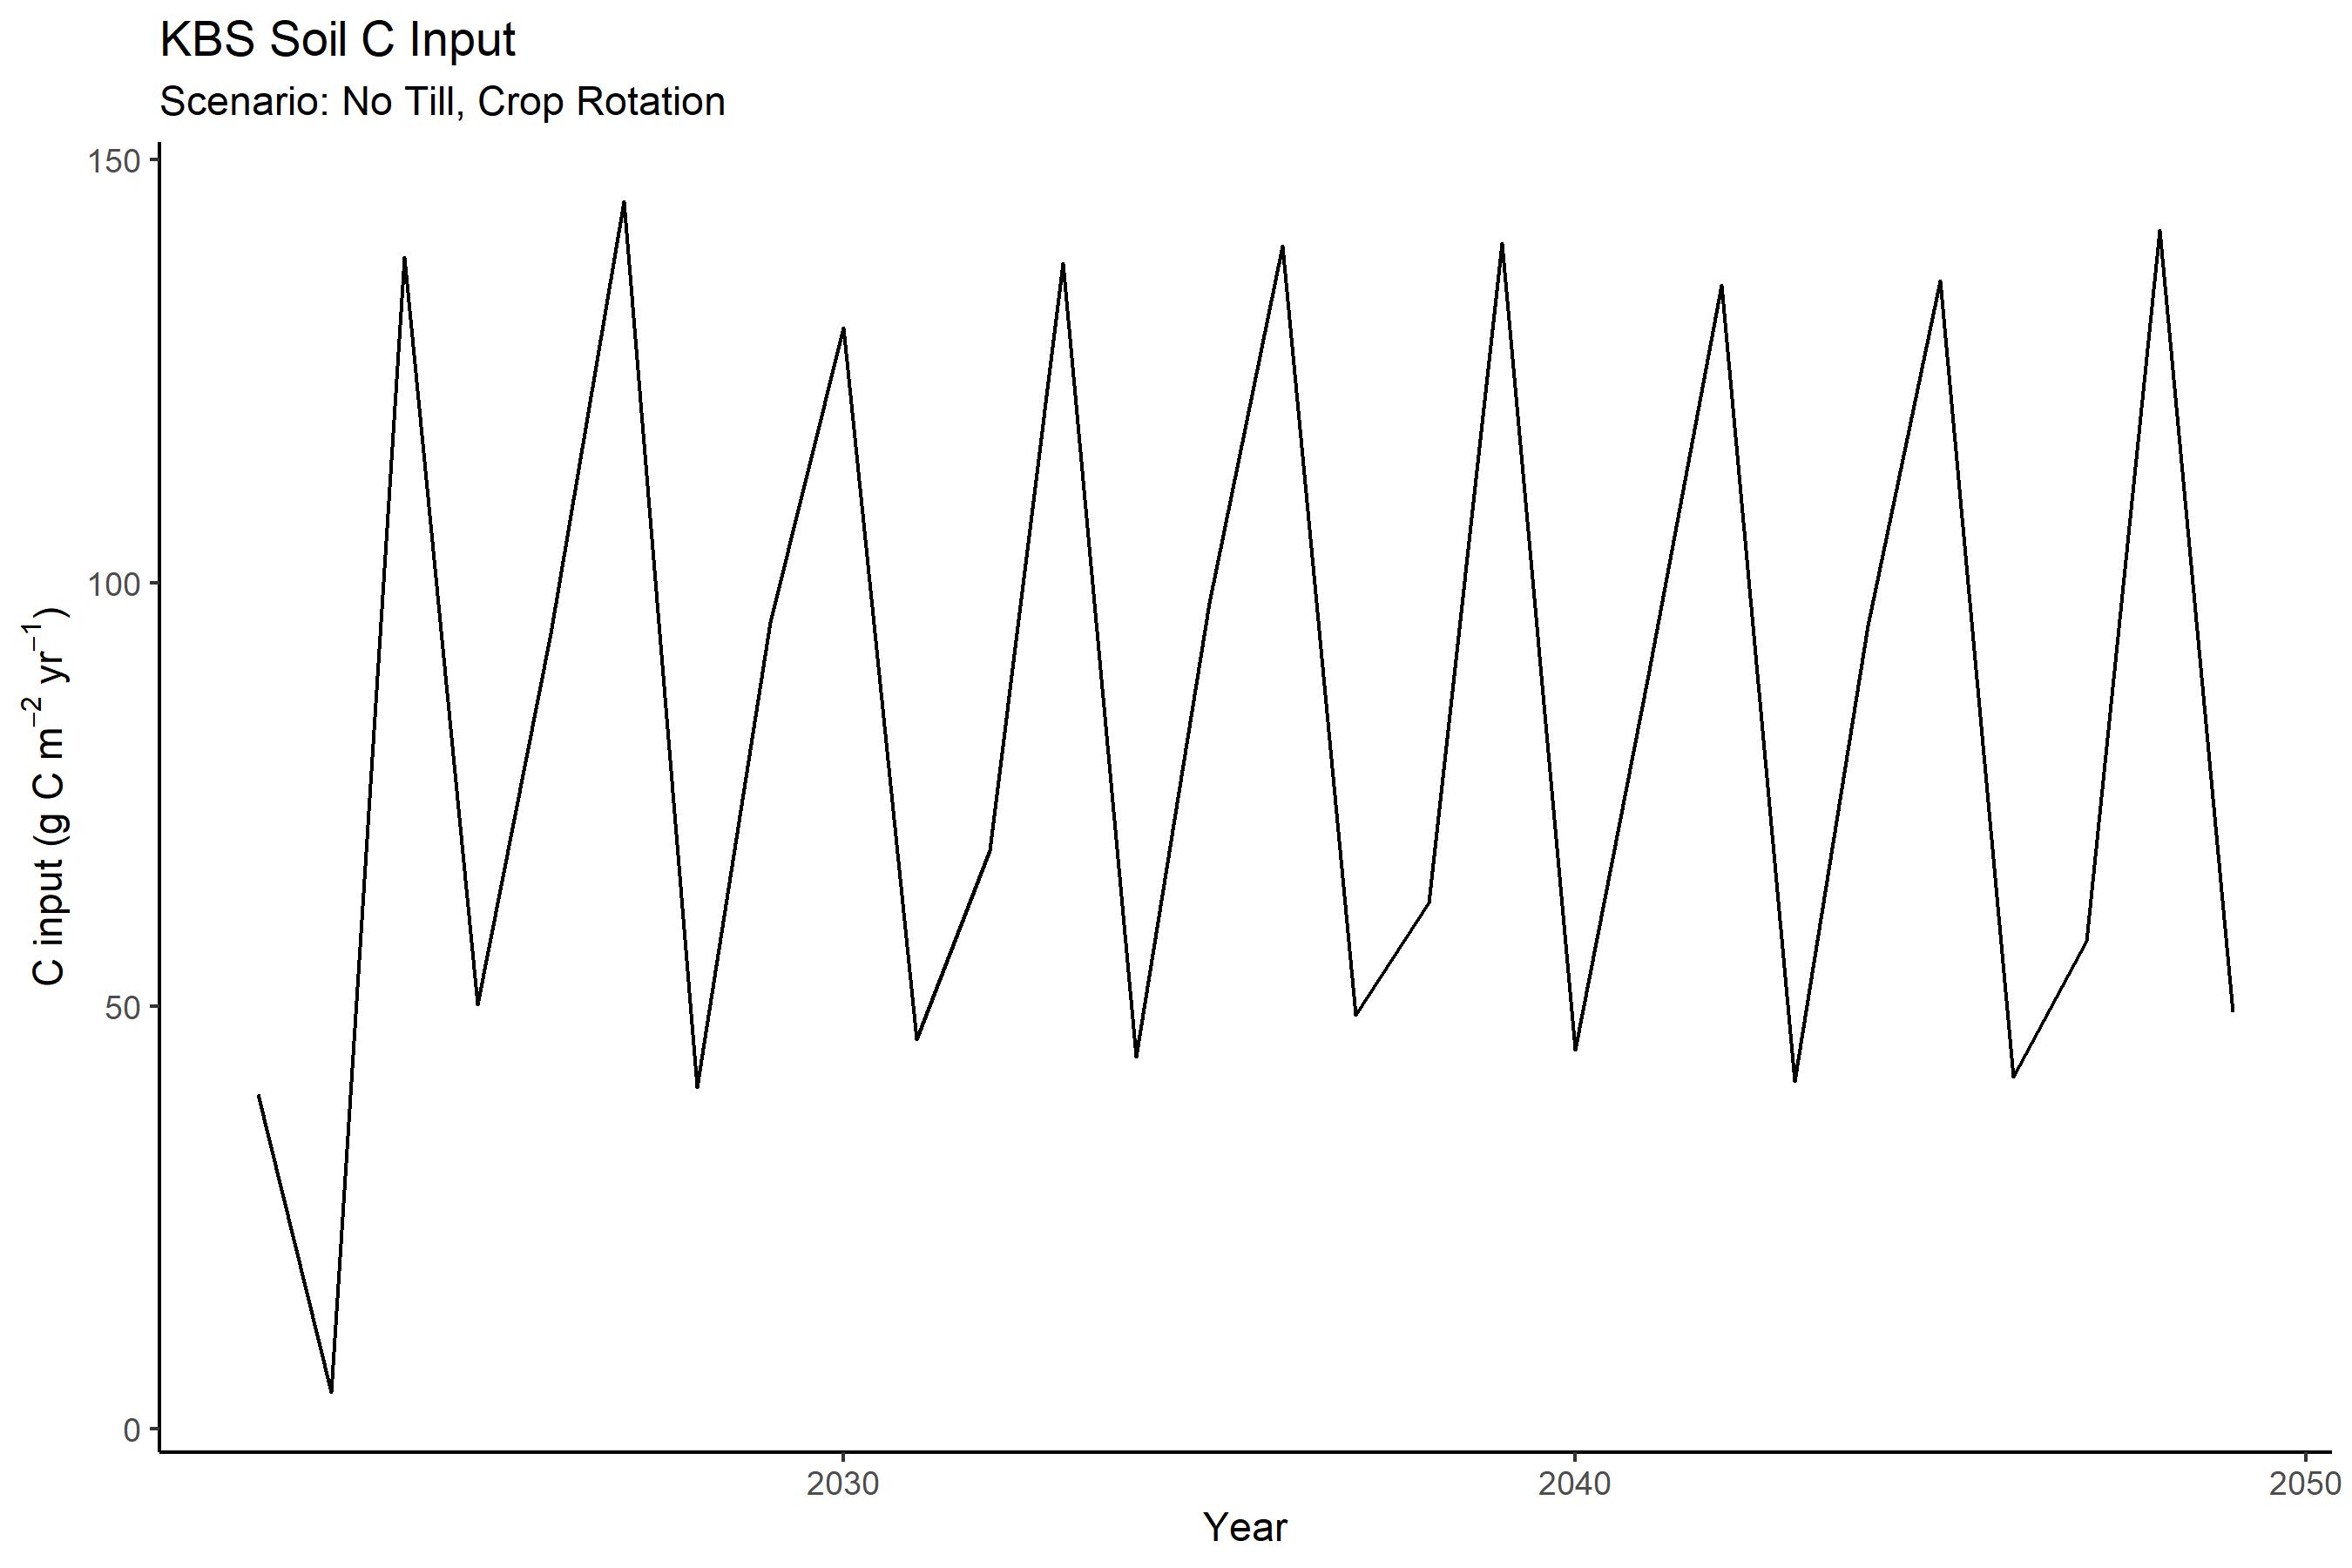 KBS Soil C Input
Scenario: No Till, Crop Rotation
150
100
50
0
C input (g C m⁻² yr⁻¹)
2030
2040
2050
Year